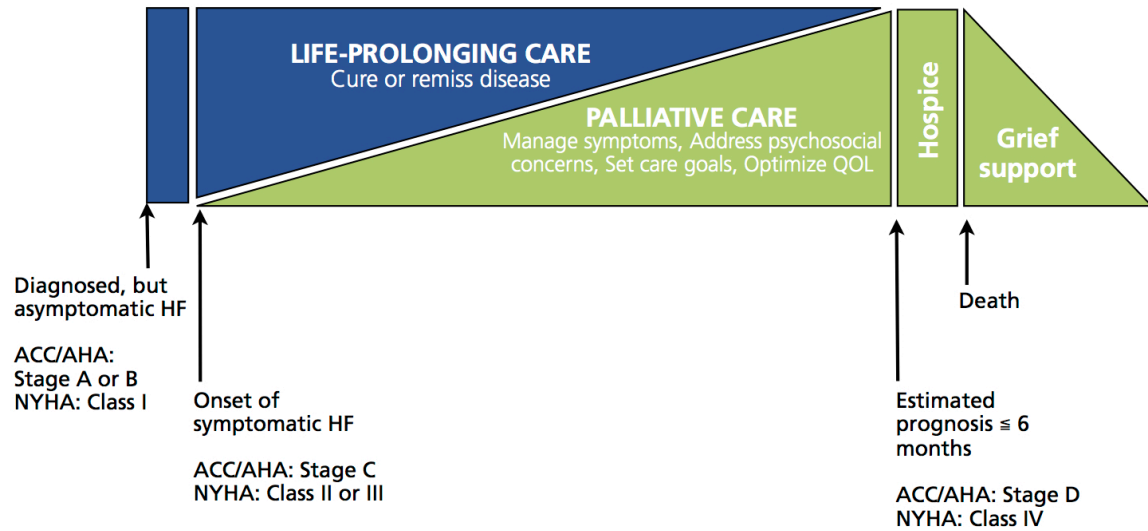 LIFE-PROLONGING CARE
Cure or remiss disease
PALLIATIVE CARE
Manage symptoms, Address psychosocial
concerns, Set care goals, Optimize QOL
Hospice
Grief
support
Diagnosed, but
asymptomatic HF
ACC/AHA:
Stage A or B
NYHA: Class I
Onset of
symptomatic HF
ACC/AHA: Stage C
NYHA: Class II or III
Estimated
prognosis ≦ 6
months
ACC/AHA: Stage D
NYHA: Class IV
Death